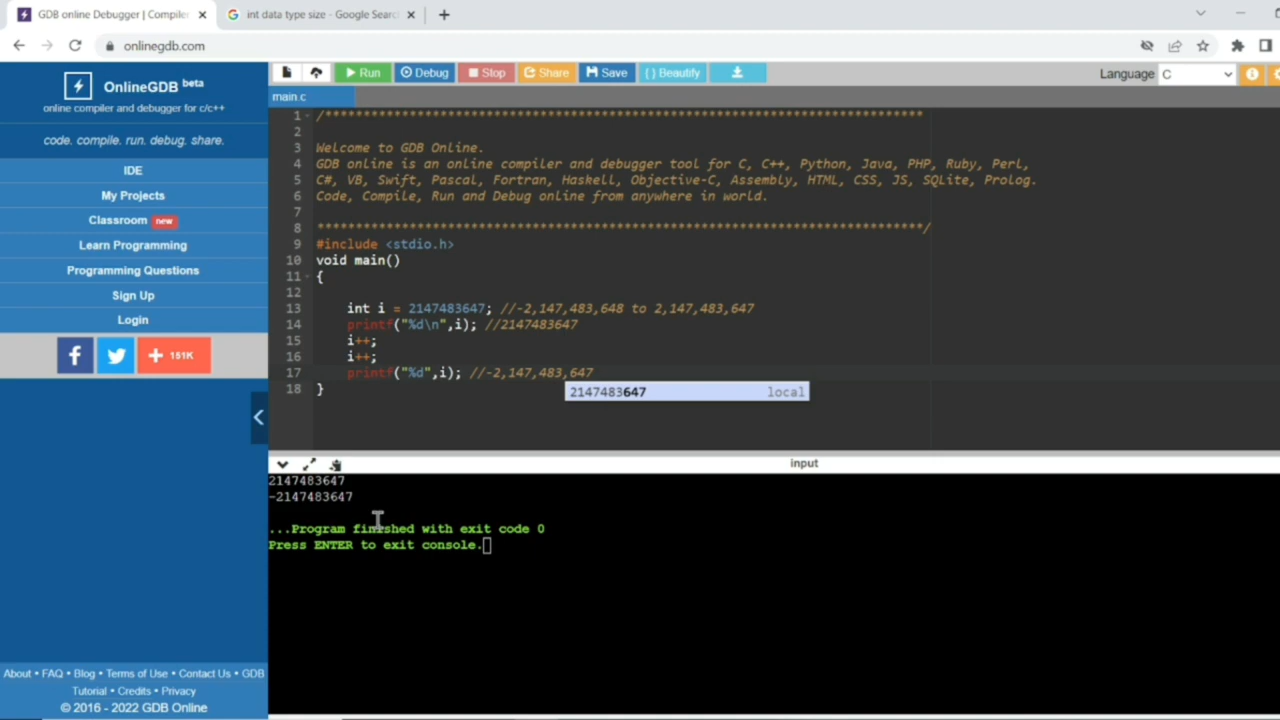 GDB online Debugger | Compiler
int data type size - Google Search
onlinegdb.com
OnlineGDB beta
online compiler and debugger for c/c++
code. compile. run. debug. share.
IDE
My Projects
Classroom new
Learn Programming
Programming Questions
Sign Up
Login
f + 151K
About • FAQ • Blog • Terms of Use • Contact Us • GDB
Tutorial • Credits • Privacy
© 2016 - 2022 GDB Online
Run Debug Stop Share Save {} Beautify
Language C
main.c
1 /******************************************************************************
2
3 Welcome to GDB Online.
4 GDB online is an online compiler and debugger tool for C, C++, Python, Java, PHP, Ruby, Perl,
5 C#, VB, Swift, Pascal, Fortran, Haskell, Objective-C, Assembly, HTML, CSS, JS, SQLite, Prolog.
6 Code, Compile, Run and Debug online from anywhere in world.
7
8 *******************************************************************************/
9 #include <stdio.h>
10 void main()
11 {
12
13 int i = 2147483647; //-2,147,483,648 to 2,147,483,647
14 printf("%d\n",i); //2147483647
15 i++;
16 i++;
17 printf("%d",i); //-2,147,483,647
18 }
2147483647 local
input
2147483647
-2147483647
...Program finished with exit code 0
Press ENTER to exit console.